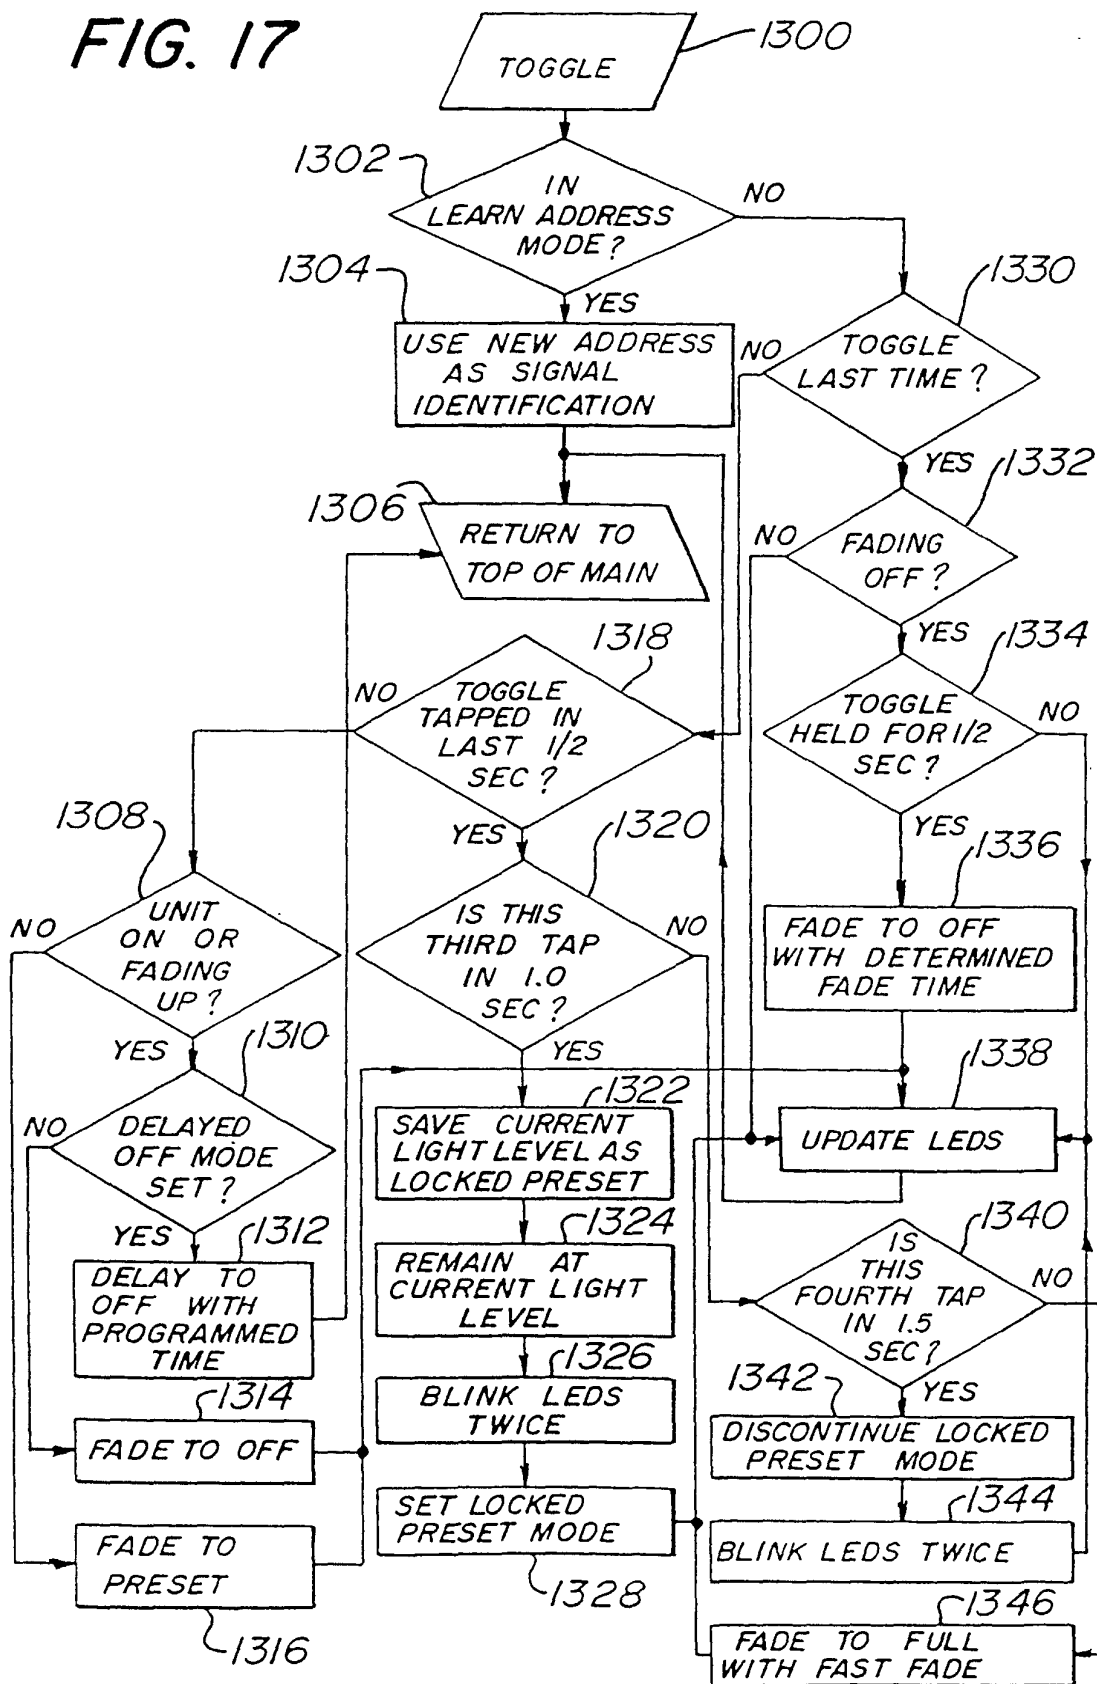 FIG. 17
1300
TOGGLE
1302
IN
LEARN ADDRESS
MODE?
NO
YES
1304
USE NEW ADDRESS
AS SIGNAL
IDENTIFICATION
1306
RETURN TO
TOP OF MAIN
1330
TOGGLE
LAST TIME?
NO
YES
1332
FADING
OFF?
NO
YES
1334
TOGGLE
HELD FOR 1/2
SEC?
NO
YES
1336
FADE TO OFF
WITH DETERMINED
FADE TIME
1338
UPDATE LEDS
1318
TOGGLE
TAPPED IN
LAST 1/2
SEC?
NO
YES
1308
UNIT
ON OR
FADING
UP?
NO
YES
1310
DELAYED
OFF MODE
SET?
NO
YES
1312
DELAY TO
OFF WITH
PROGRAMMED
TIME
1314
FADE TO OFF
FADE TO
PRESET
1316
1320
IS THIS
THIRD TAP
IN 1.0
SEC?
NO
YES
1322
SAVE CURRENT
LIGHT LEVEL AS
LOCKED PRESET
1324
REMAIN AT
CURRENT LIGHT
LEVEL
1326
BLINK LEDS
TWICE
SET LOCKED
PRESET MODE
1328
1340
IS
THIS
FOURTH TAP
IN 1.5
SEC?
NO
YES
1342
DISCONTINUE LOCKED
PRESET MODE
1344
BLINK LEDS TWICE
1346
FADE TO FULL
WITH FAST FADE